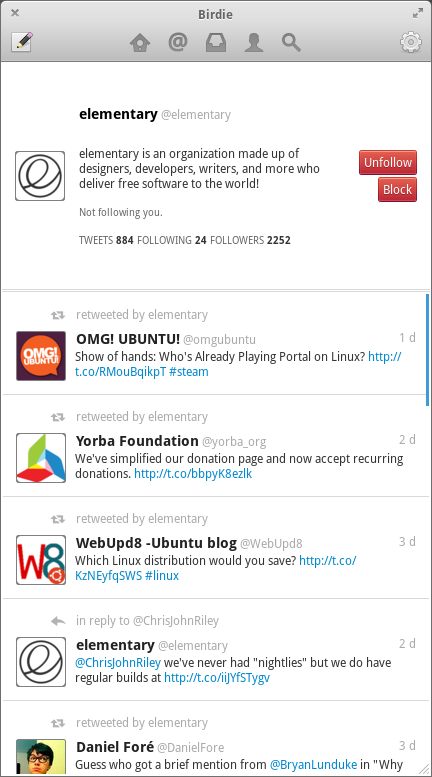 Birdie
elementary @elementary
elementary is an organization made up of
designers, developers, writers, and more who
deliver free software to the world!
Unfollow
Block
Not following you.
TWEETS 884 FOLLOWING 24 FOLLOWERS 2252
retweeted by elementary
OMG! UBUNTU! @omgubuntu 1 d
OMG!
UBUNTU!
Show of hands: Who's Already Playing Portal on Linux? http://
t.co/RMouBqikpT #steam
retweeted by elementary
Yorba Foundation @yorba_org 2 d
We've simplified our donation page and now accept recurring
donations. http://t.co/bbpyK8ezlk
retweeted by elementary
WebUpd8 -Ubuntu blog @WebUpd8 3 d
W8
Which Linux distribution would you save? http://t.co/
KzNEyfqSWS #linux
in reply to @ChrisJohnRiley
elementary @elementary 2 d
@ChrisJohnRiley we've never had "nightlies" but we do have
regular builds at http://t.co/iiJYfSTygv
retweeted by elementary
Daniel Foré @DanielFore 3 d
Guess who got a brief mention from @BryanLunduke in "Why